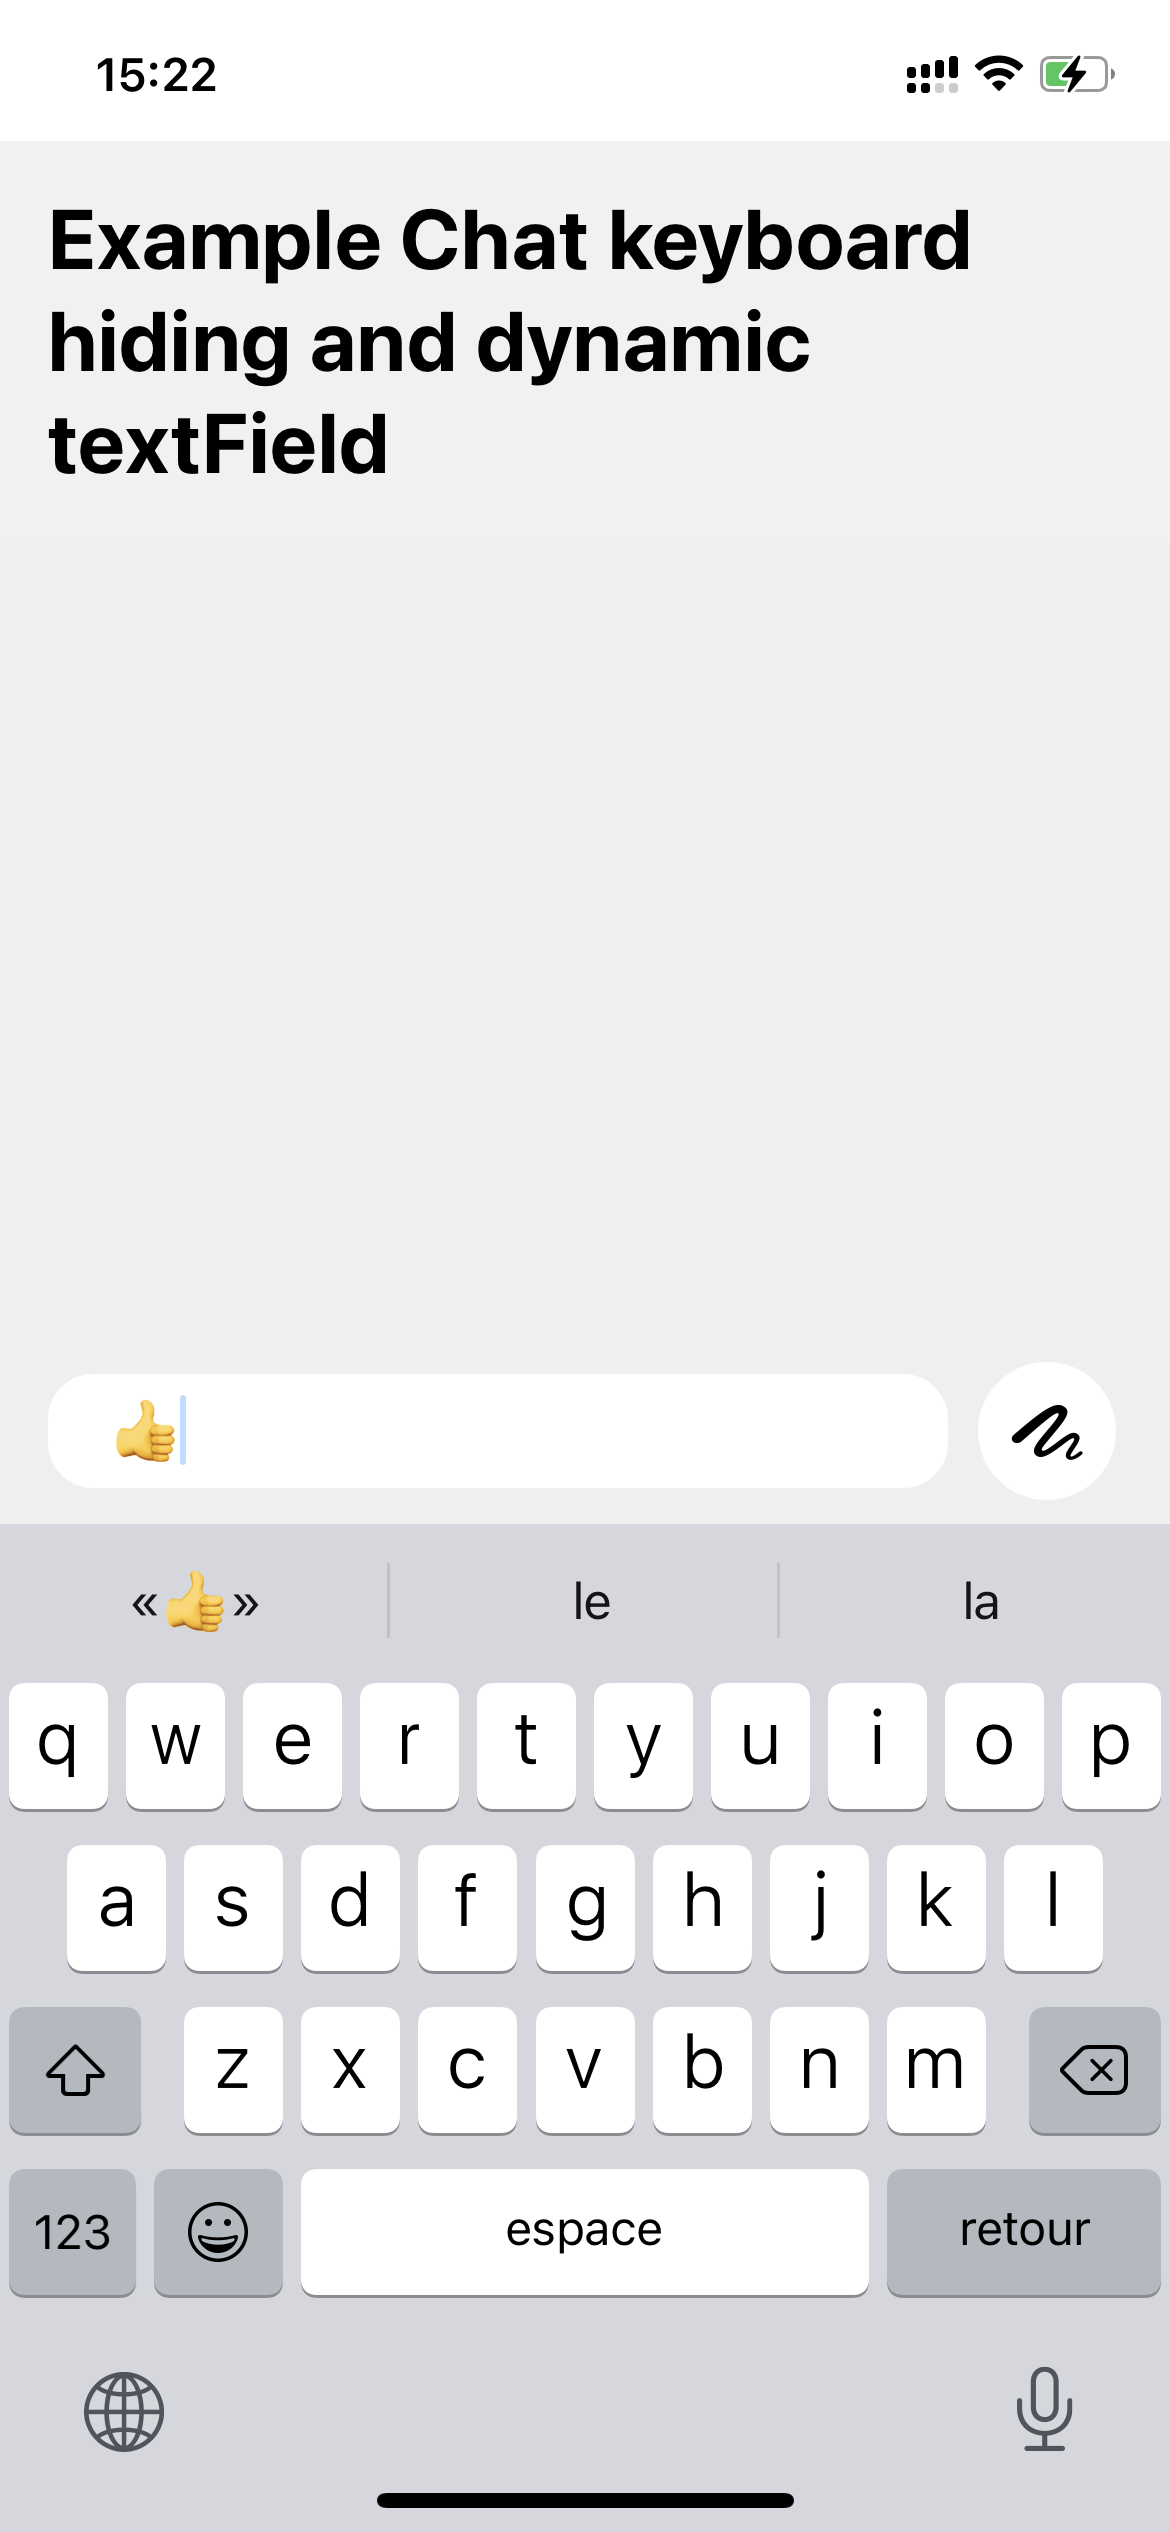 15:22
Example Chat keyboard
hiding and dynamic
textField
👍
«👍» le la
q w e r t y u i o p
a s d f g h j k l
z x c v b n m
123 espace retour